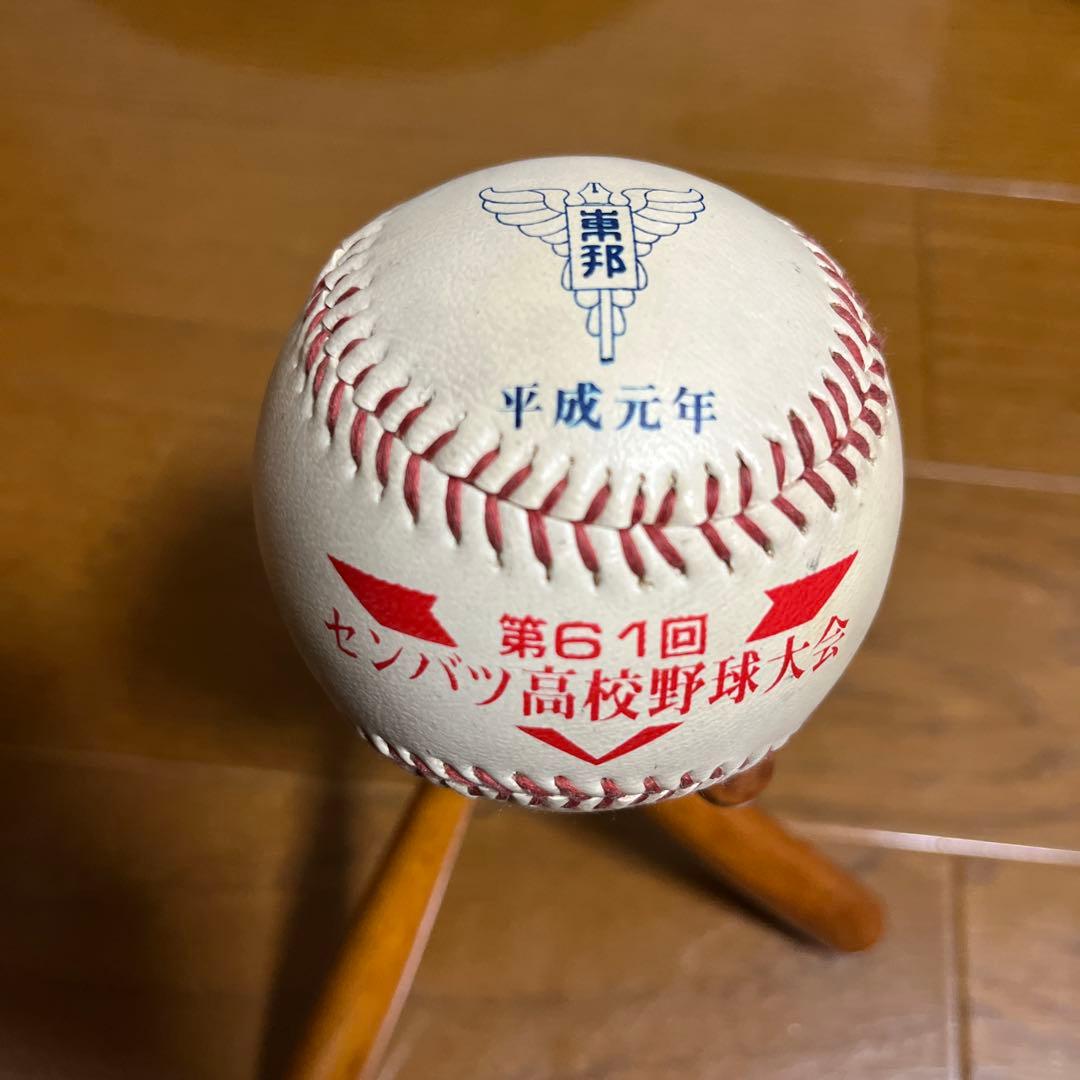 東邦
平成元年
第61回
センバツ高校野球大会